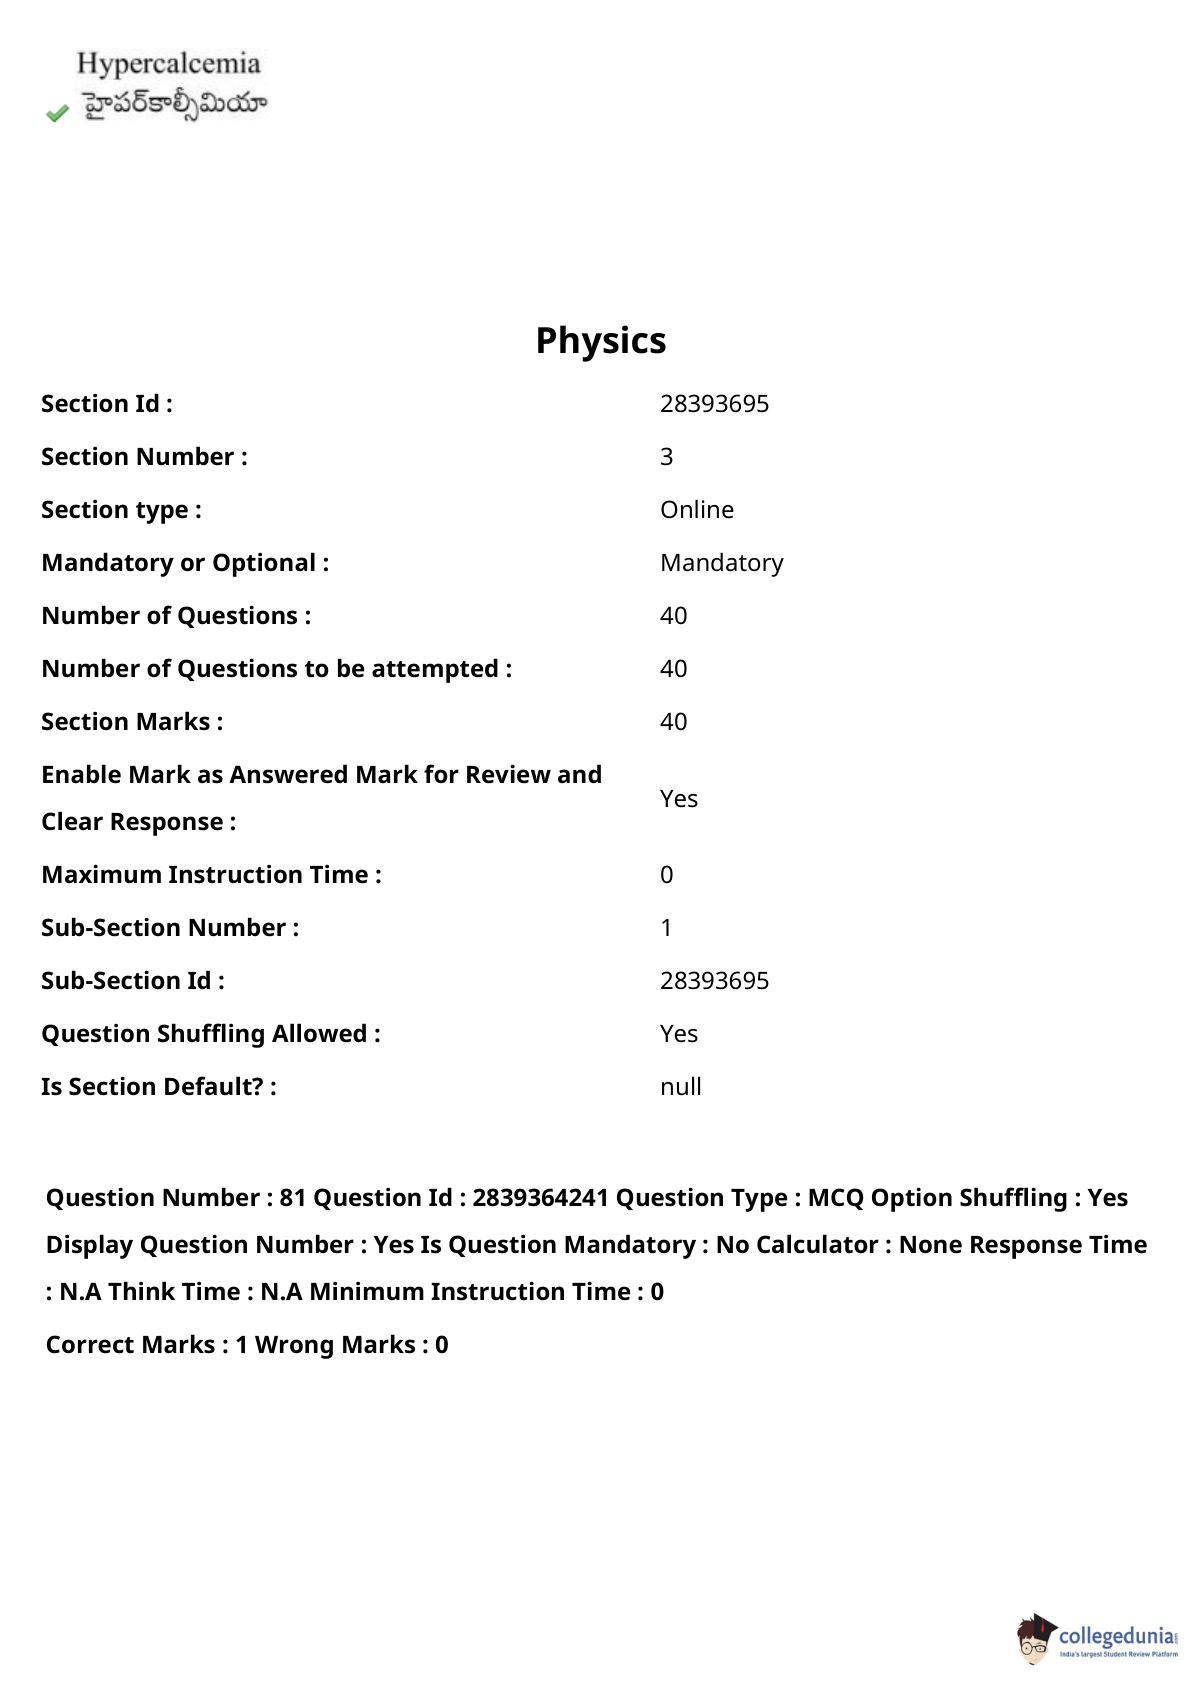 Hypercalcemia
హైపర్‌కాల్సీమియా
Physics
Section Id : 28393695
Section Number : 3
Section type : Online
Mandatory or Optional : Mandatory
Number of Questions : 40
Number of Questions to be attempted : 40
Section Marks : 40
Enable Mark as Answered Mark for Review and
Clear Response : Yes
Maximum Instruction Time : 0
Sub-Section Number : 1
Sub-Section Id : 28393695
Question Shuffling Allowed : Yes
Is Section Default? : null
Question Number : 81 Question Id : 2839364241 Question Type : MCQ Option Shuffling : Yes
Display Question Number : Yes Is Question Mandatory : No Calculator : None Response Time
: N.A Think Time : N.A Minimum Instruction Time : 0
Correct Marks : 1 Wrong Marks : 0
collegedunia
India's largest Student Review Platform